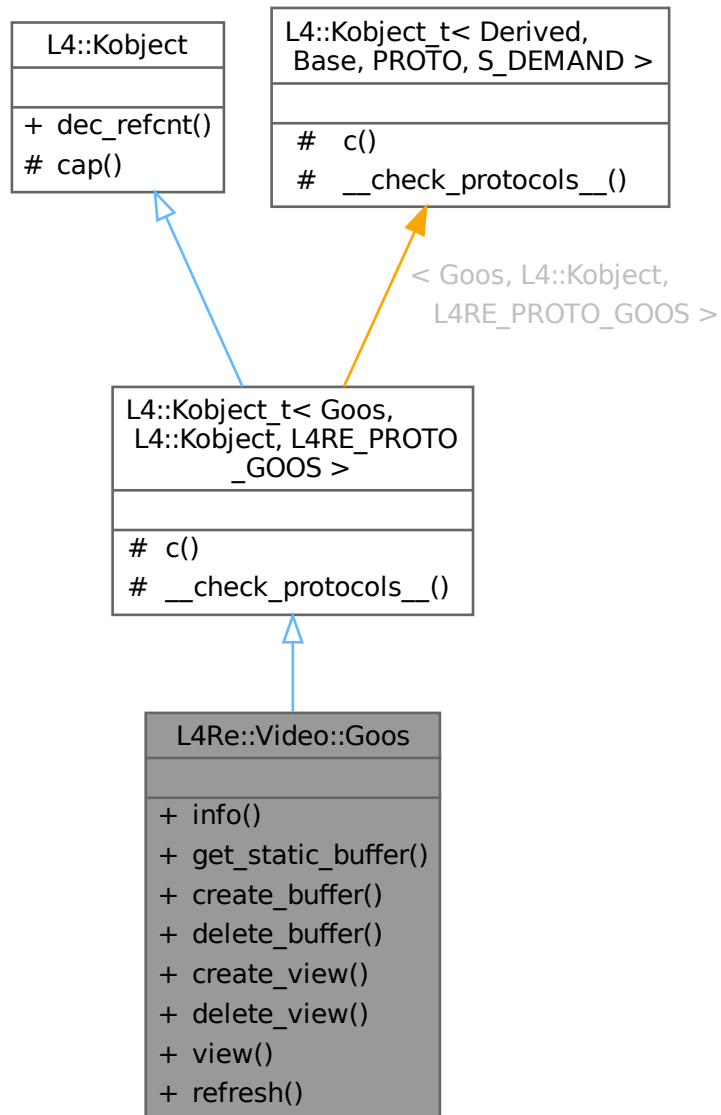 L4::Kobject
+ dec_refcnt()
# cap()
L4::Kobject_t< Derived,
Base, PROTO, S_DEMAND >
# c()
# __check_protocols__()
< Goos, L4::Kobject,
L4RE_PROTO_GOOS >
L4::Kobject_t< Goos,
L4::Kobject, L4RE_PROTO
_GOOS >
# c()
# __check_protocols__()
L4Re::Video::Goos
+ info()
+ get_static_buffer()
+ create_buffer()
+ delete_buffer()
+ create_view()
+ delete_view()
+ view()
+ refresh()